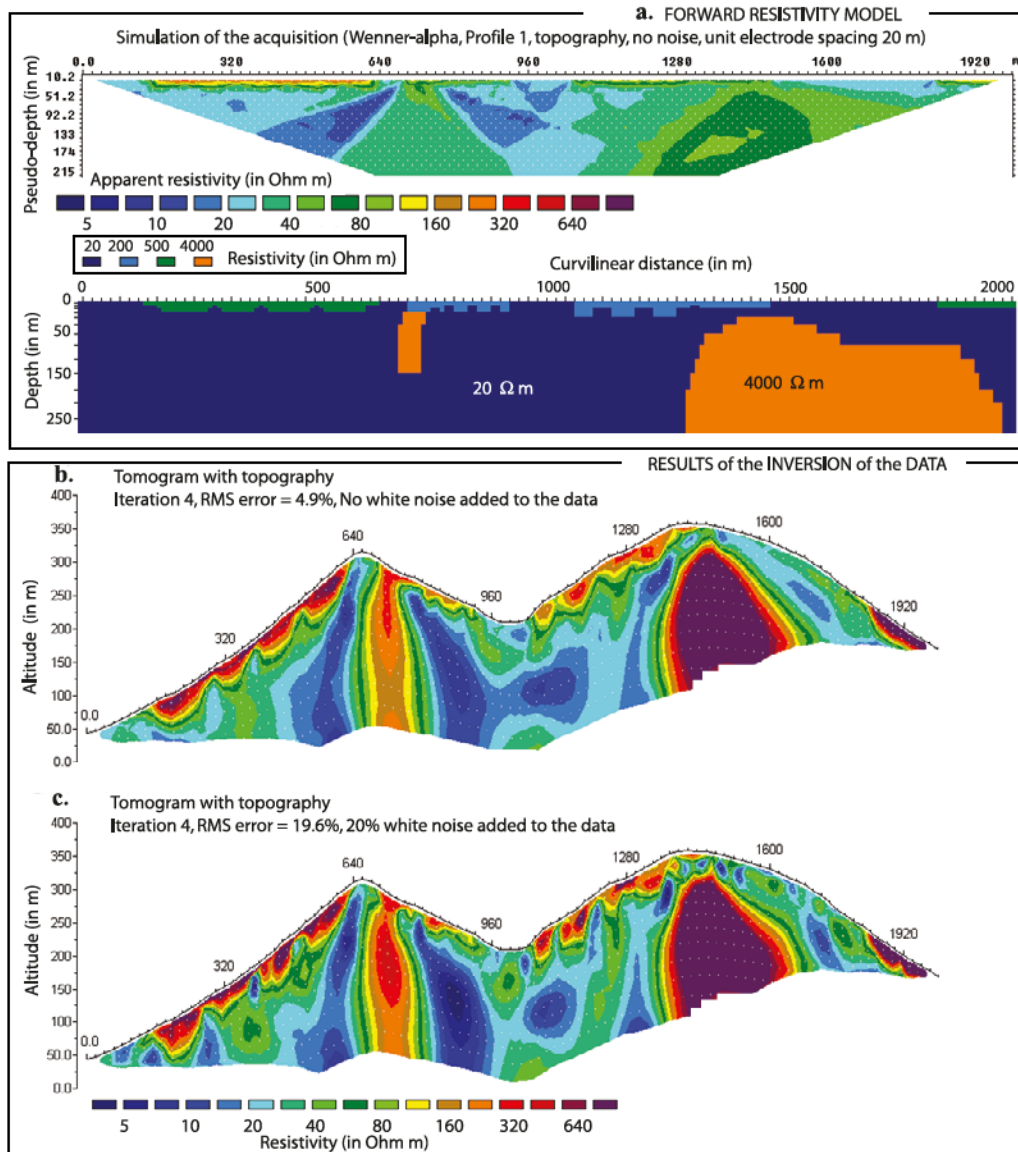 a. FORWARD RESISTIVITY MODEL
Simulation of the acquisition (Wenner-alpha, Profile 1, topography, no noise, unit electrode spacing 20 m)
0.0 320 640 960 1280 1600 1920
Pseudo-depth (in m)
10.2
51.2
92.2
133
174
215
Apparent resistivity (in Ohm m)
5 10 20 40 80 160 320 640
20 200 500 4000
Resistivity (in Ohm m)
Curvilinear distance (in m)
0 500 1000 1500 2000
Depth (in m)
0
50
150
250
20 Ω m
4000 Ω m
RESULTS of the INVERSION of the DATA
b. Tomogram with topography
Iteration 4, RMS error = 4.9%, No white noise added to the data
Altitude (in m)
400
350
300
250
200
150
100
50.0
0.0
0.0 320 640 960 1280 1600 1920
c. Tomogram with topography
Iteration 4, RMS error = 19.6%, 20% white noise added to the data
Altitude (in m)
400
350
300
250
200
150
100
50.0
0.0
0.0 320 640 960 1280 1600 1920
5 10 20 40 80 160 320 640
Resistivity (in Ohm m)